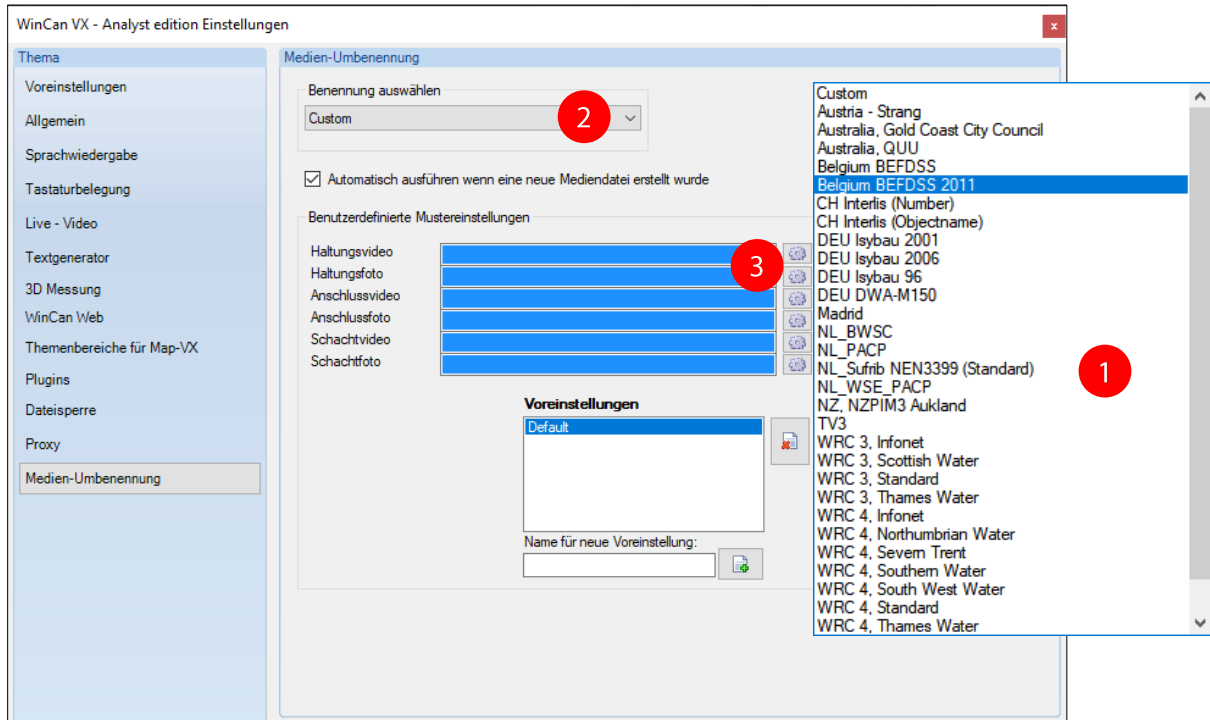 WinCan VX - Analyst edition Einstellungen
x
Thema
Voreinstellungen
Allgemein
Sprachwiedergabe
Tastaturbelegung
Live - Video
Textgenerator
3D Messung
WinCan Web
Themenbereiche für Map-VX
Plugins
Dateisperre
Proxy
Medien-Umbenennung
Medien-Umbenennung
Benennung auswählen
Custom
2
Automatisch ausführen wenn eine neue Mediendatei erstellt wurde
Benutzerdefinierte Mustereinstellungen
Haltungsvideo
Haltungsfoto
Anschlussvideo
Anschlussfoto
Schachtvideo
Schachtfoto
3
Voreinstellungen
Default
Name für neue Voreinstellung:
Custom
Austria - Strang
Australia, Gold Coast City Council
Australia, QUU
Belgium BEFDSS
Belgium BEFDSS 2011
CH Interlis (Number)
CH Interlis (Objectname)
DEU Isybau 2001
DEU Isybau 2006
DEU Isybau 96
DEU DWA-M150
Madrid
NL_BWSC
NL_PACP
NL_Sufrib NEN3399 (Standard)
NL_WSE_PACP
NZ, NZPIM3 Aukland
TV3
WRC 3, Infonet
WRC 3, Scottish Water
WRC 3, Standard
WRC 3, Thames Water
WRC 4, Infonet
WRC 4, Northumbrian Water
WRC 4, Severn Trent
WRC 4, Southern Water
WRC 4, South West Water
WRC 4, Standard
WRC 4, Thames Water
1